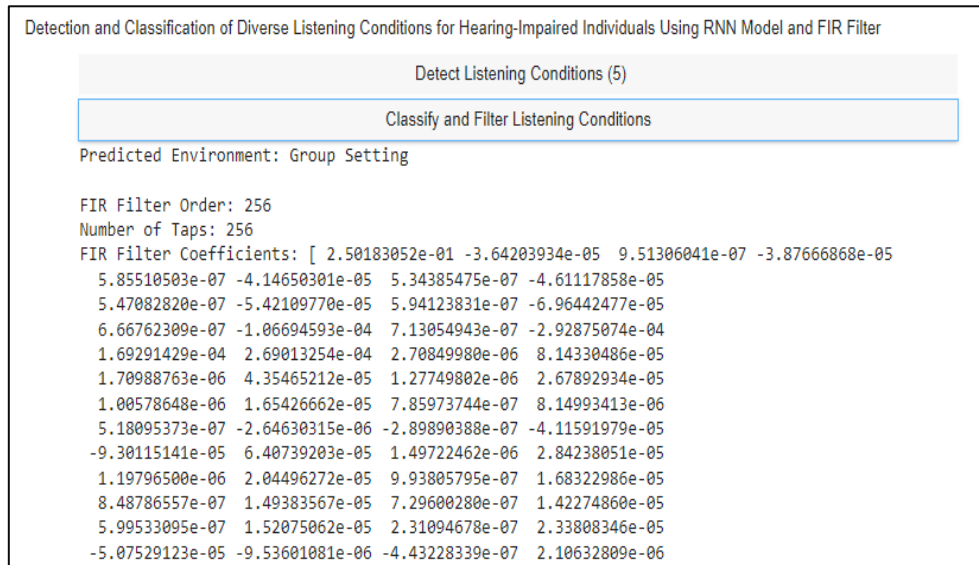 Detection and Classification of Diverse Listening Conditions for Hearing-Impaired Individuals Using RNN Model and FIR Filter
Detect Listening Conditions (5)
Classify and Filter Listening Conditions
Predicted Environment: Group Setting
FIR Filter Order: 256
Number of Taps: 256
FIR Filter Coefficients: [ 2.50183052e-01 -3.64203934e-05 9.51306041e-07 -3.87666868e-05
5.85510503e-07 -4.14650301e-05 5.34385475e-07 -4.61117858e-05
5.47082820e-07 -5.42109770e-05 5.94123831e-07 -6.96442477e-05
6.66762309e-07 -1.06694593e-04 7.13054943e-07 -2.92875074e-04
1.69291429e-04 2.69013254e-04 2.70849980e-06 8.14330486e-05
1.70988763e-06 4.35465212e-05 1.27749802e-06 2.67892934e-05
1.00578648e-06 1.65426662e-05 7.85973744e-07 8.14993413e-06
5.18095373e-07 -2.64630315e-06 -2.89890388e-07 -4.11591979e-05
-9.30115141e-05 6.40739203e-05 1.49722462e-06 2.84238051e-05
1.19796500e-06 2.04496272e-05 9.93805795e-07 1.68322986e-05
8.48786557e-07 1.49383567e-05 7.29600280e-07 1.42274860e-05
5.99533095e-07 1.52075062e-05 2.31094678e-07 2.33808346e-05
-5.07529123e-05 -9.53601081e-06 -4.43228339e-07 2.10632809e-06